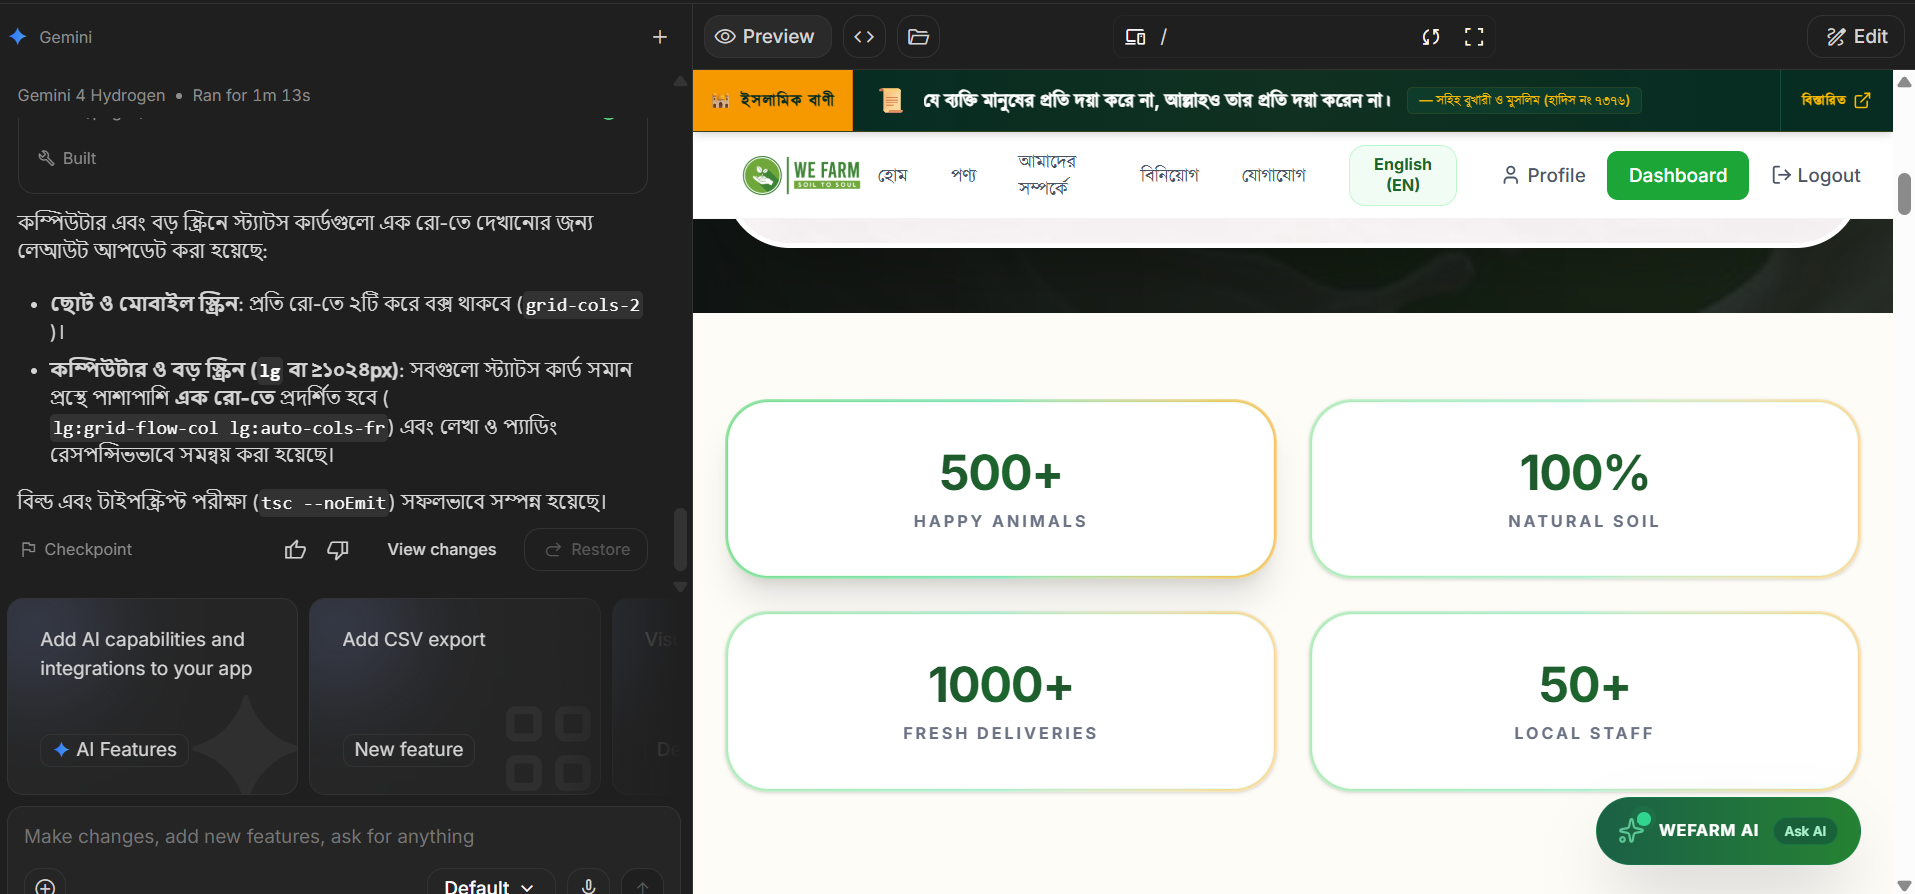 Gemini
Gemini 4 Hydrogen • Ran for 1m 13s
Built
কম্পিউটার এবং বড় স্ক্রিনে স্ট্যাটস কার্ডগুলো এক রো-তে দেখানোর জন্য
লেআউট আপডেট করা হয়েছে:
• ছোট ও মোবাইল স্ক্রিন: প্রতি রো-তে ২টি করে বক্স থাকবে (grid-cols-2
)।
• কম্পিউটার ও বড় স্ক্রিন (lg বা ≥১০২৪px): সবগুলো স্ট্যাটস কার্ড সমান
প্রস্থে পাশাপাশি এক রো-তে প্রদর্শিত হবে (
lg:grid-flow-col lg:auto-cols-fr) এবং লেখা ও প্যাডিং
রেসপন্সিভভাবে সমন্বয় করা হয়েছে।
বিল্ড এবং টাইপস্ক্রিপ্ট পরীক্ষা (tsc --noEmit) সফলভাবে সম্পন্ন হয়েছে।
Checkpoint
View changes
Restore
Add AI capabilities and
integrations to your app
AI Features
Add CSV export
New feature
Make changes, add new features, ask for anything
Default
Preview
/
Edit
ইসলামিক বাণী
যে ব্যক্তি মানুষের প্রতি দয়া করে না, আল্লাহও তার প্রতি দয়া করেন না।
— সহিহ বুখারী ও মুসলিম (হাদিস নং ৭৩৭৬)
বিস্তারিত
WE FARM
SOIL TO SOUL
হোম
পণ্য
আমাদের
সম্পর্কে
বিনিয়োগ
যোগাযোগ
English
(EN)
Profile
Dashboard
Logout
500+
HAPPY ANIMALS
100%
NATURAL SOIL
1000+
FRESH DELIVERIES
50+
LOCAL STAFF
WEFARM AI
Ask AI